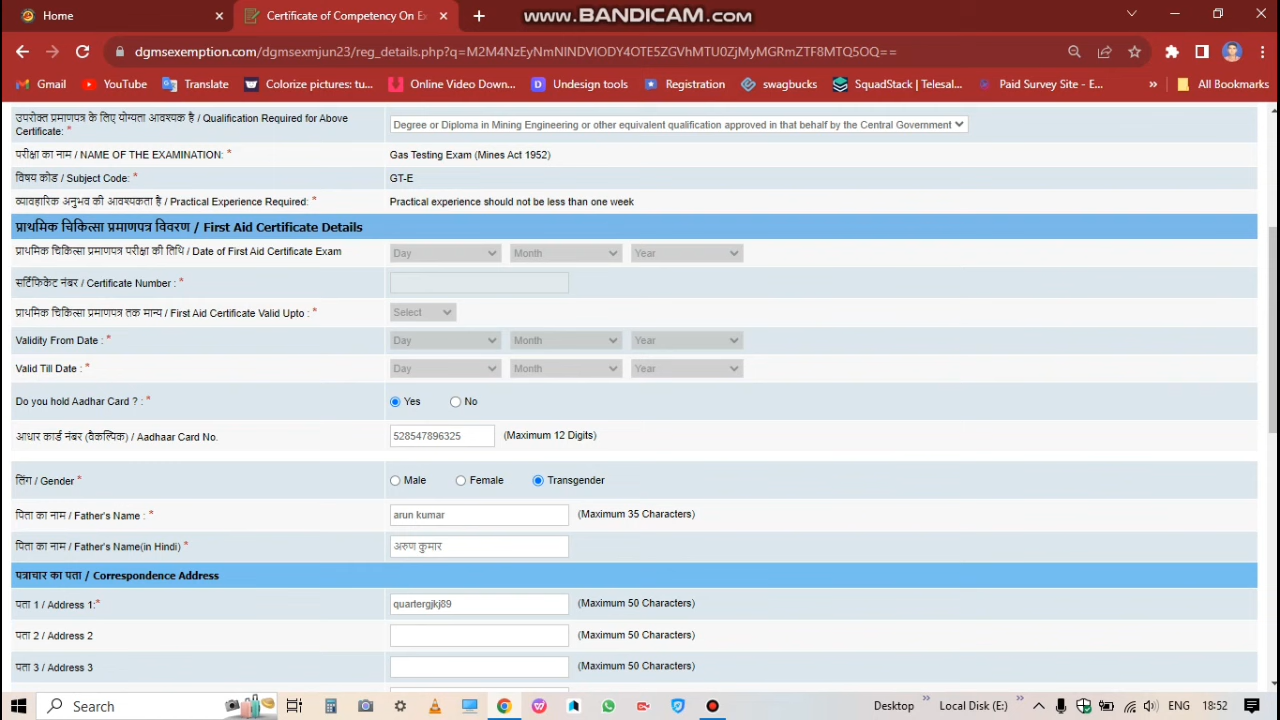 Home
Certificate of Competency On Ex
www.BANDICAM.com
dgmsexemption.com/dgmsexmjun23/reg_details.php?q=M2M4NzEyNmNlNDVlODY4OTE5ZGVhMTU0ZjMyMGRmZTF8MTQ5OQ==
Gmail YouTube Translate Colorize pictures: tu... Online Video Down... Undesign tools Registration swagbucks SquadStack | Telesal... Paid Survey Site - E... » All Bookmarks
उपरोक्त प्रमाणपत्र के लिए योग्यता आवश्यक है / Qualification Required for Above
Certificate: *
Degree or Diploma in Mining Engineering or other equivalent qualification approved in that behalf by the Central Government
परीक्षा का नाम / NAME OF THE EXAMINATION: * Gas Testing Exam (Mines Act 1952)
विषय कोड / Subject Code: * GT-E
व्यावहारिक अनुभव की आवश्यकता है / Practical Experience Required: * Practical experience should not be less than one week
प्राथमिक चिकित्सा प्रमाणपत्र विवरण / First Aid Certificate Details
प्राथमिक चिकित्सा प्रमाणपत्र परीक्षा की तिथि / Date of First Aid Certificate Exam Day Month Year
सर्टिफिकेट नंबर / Certificate Number : *
प्राथमिक चिकित्सा प्रमाणपत्र तक मान्य / First Aid Certificate Valid Upto : * Select
Validity From Date : * Day Month Year
Valid Till Date : * Day Month Year
Do you hold Aadhar Card ? : * Yes No
आधार कार्ड नंबर (वैकल्पिक) / Aadhaar Card No. 528547896325 (Maximum 12 Digits)
लिंग / Gender * Male Female Transgender
पिता का नाम / Father's Name : * arun kumar (Maximum 35 Characters)
पिता का नाम / Father's Name(in Hindi) * अरुण कुमार
पत्राचार का पता / Correspondence Address
पता 1 / Address 1:* quartergjkj89 (Maximum 50 Characters)
पता 2 / Address 2 (Maximum 50 Characters)
पता 3 / Address 3 (Maximum 50 Characters)
Search Desktop » Local Disk (E:) » ENG 18:52